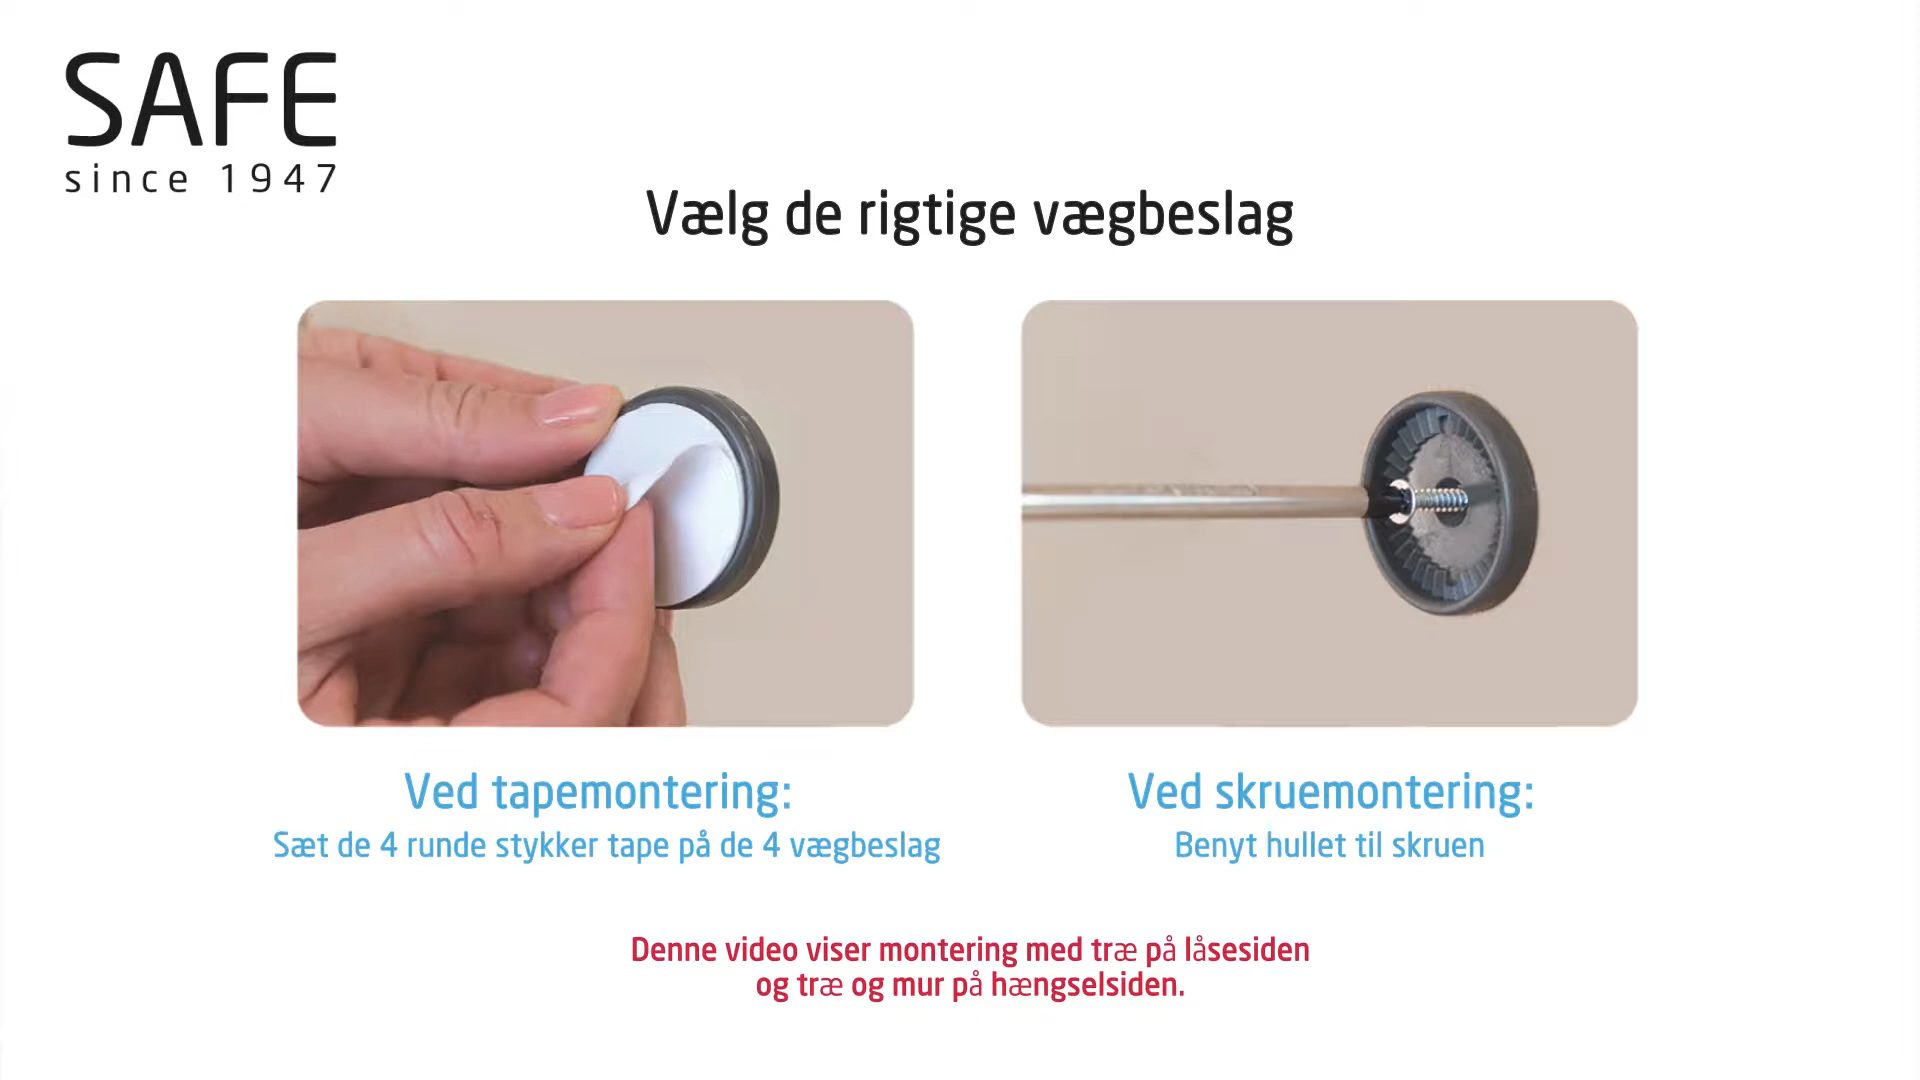 SAFE
since 1947
Vælg de rigtige vægbeslag
Ved tapemontering:
Sæt de 4 runde stykker tape på de 4 vægbeslag
Ved skruemontering:
Benyt hullet til skruen
Denne video viser montering med træ på låsesiden
og træ og mur på hængselsiden.